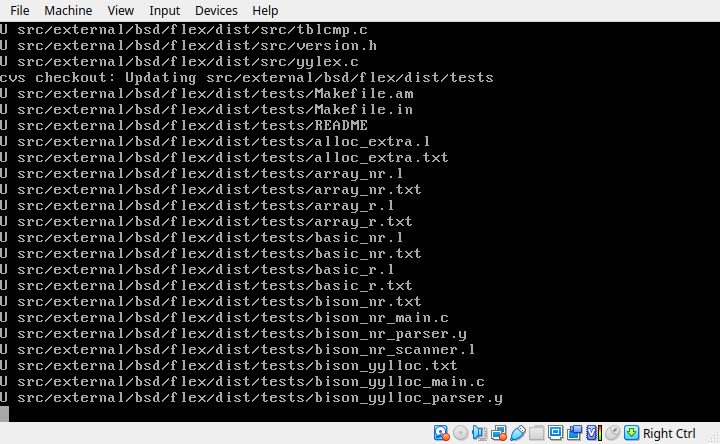 File Machine View Input Devices Help
U src/external/bsd/flex/dist/src/tblcmp.c
U src/external/bsd/flex/dist/src/version.h
U src/external/bsd/flex/dist/src/yylex.c
cvs checkout: Updating src/external/bsd/flex/dist/tests
U src/external/bsd/flex/dist/tests/Makefile.am
U src/external/bsd/flex/dist/tests/Makefile.in
U src/external/bsd/flex/dist/tests/README
U src/external/bsd/flex/dist/tests/alloc_extra.l
U src/external/bsd/flex/dist/tests/alloc_extra.txt
U src/external/bsd/flex/dist/tests/array_nr.l
U src/external/bsd/flex/dist/tests/array_nr.txt
U src/external/bsd/flex/dist/tests/array_r.l
U src/external/bsd/flex/dist/tests/array_r.txt
U src/external/bsd/flex/dist/tests/basic_nr.l
U src/external/bsd/flex/dist/tests/basic_nr.txt
U src/external/bsd/flex/dist/tests/basic_r.l
U src/external/bsd/flex/dist/tests/basic_r.txt
U src/external/bsd/flex/dist/tests/bison_nr.txt
U src/external/bsd/flex/dist/tests/bison_nr_main.c
U src/external/bsd/flex/dist/tests/bison_nr_parser.y
U src/external/bsd/flex/dist/tests/bison_nr_scanner.l
U src/external/bsd/flex/dist/tests/bison_yylloc.txt
U src/external/bsd/flex/dist/tests/bison_yylloc_main.c
U src/external/bsd/flex/dist/tests/bison_yylloc_parser.y
Right Ctrl